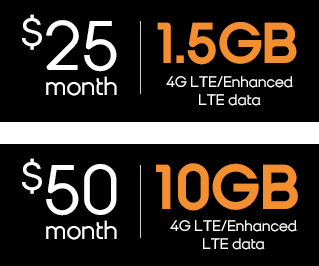 $25
month
1.5GB
4G LTE/Enhanced
LTE data
$50
month
10GB
4G LTE/Enhanced
LTE data